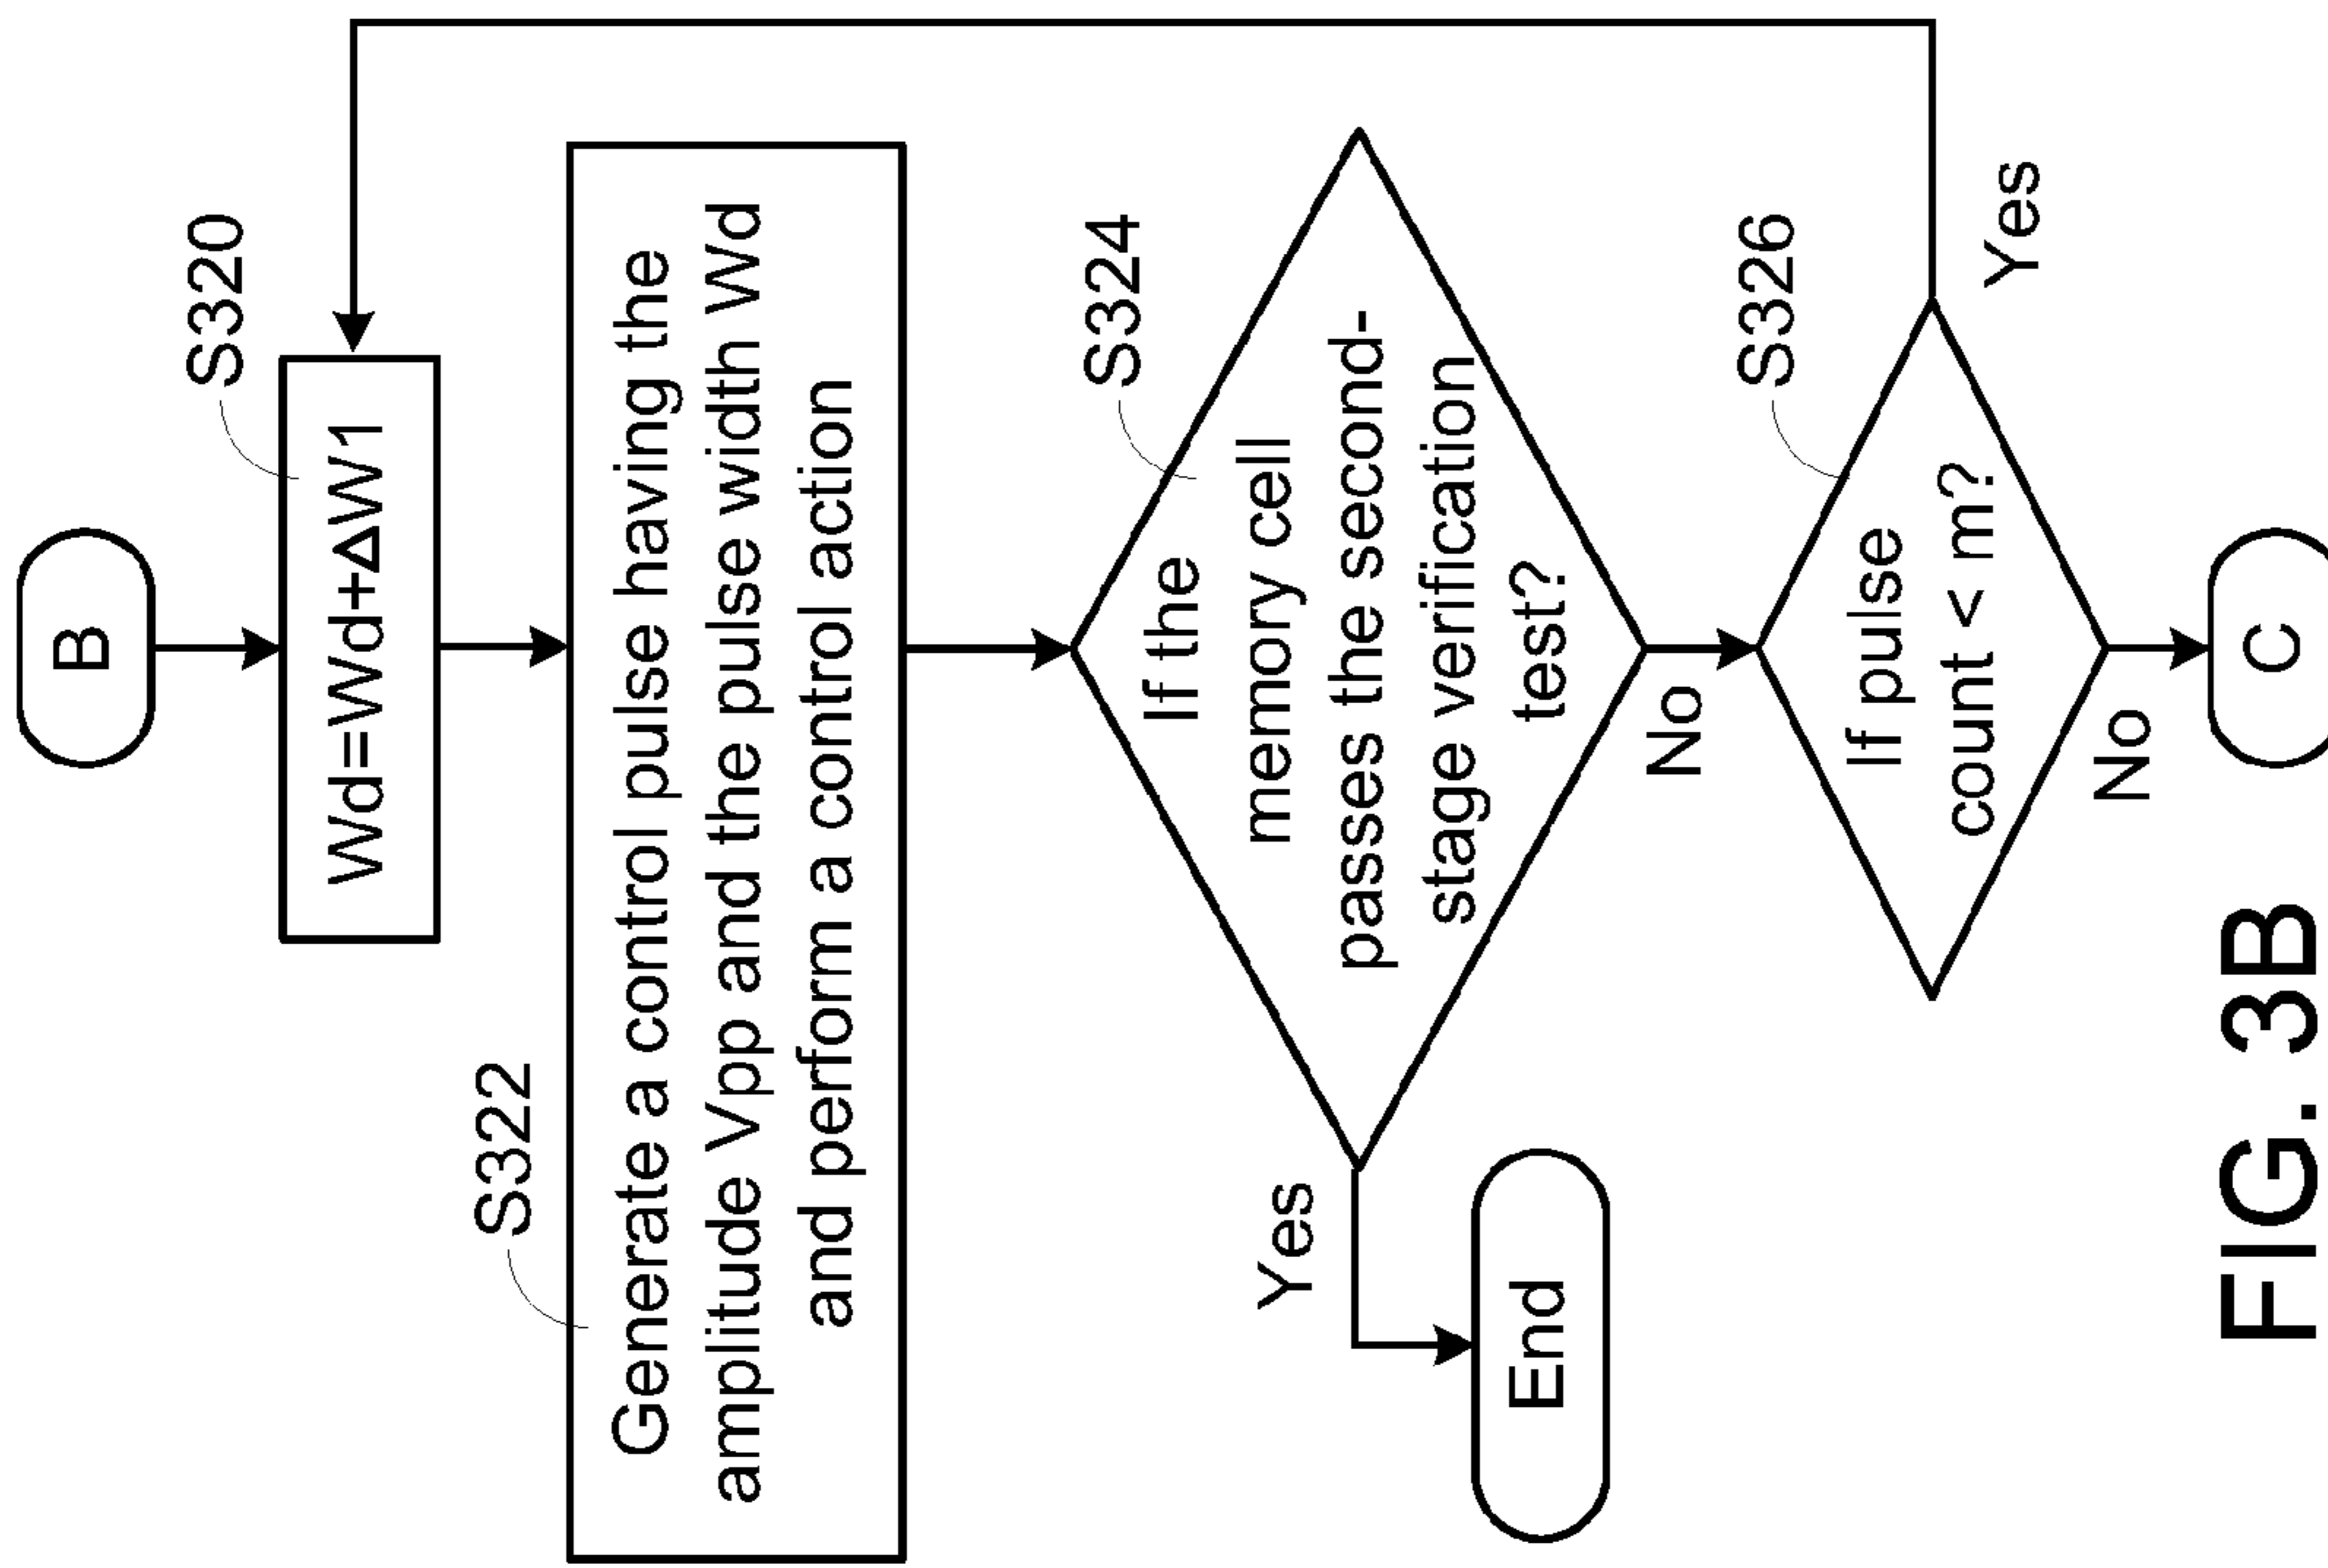 B
S320
Wd=Wd+ΔW1
S322
Generate a control pulse having the
amplitude Vpp and the pulse width Wd
and perform a control action
S324
If the
memory cell
passes the second-
stage verification
test?
Yes
End
No
S326
If pulse
count < m?
Yes
No
C
FIG. 3B